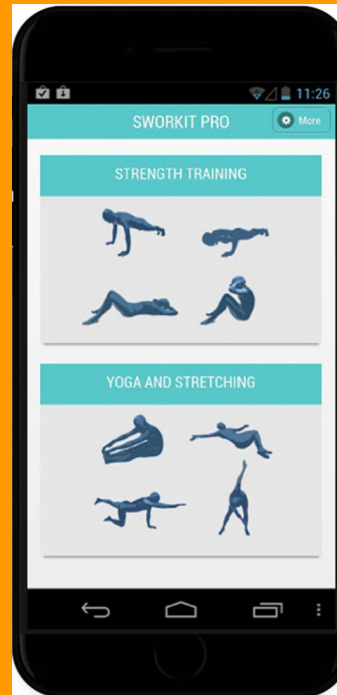 11:26
SWORKIT PRO
More
STRENGTH TRAINING
YOGA AND STRETCHING